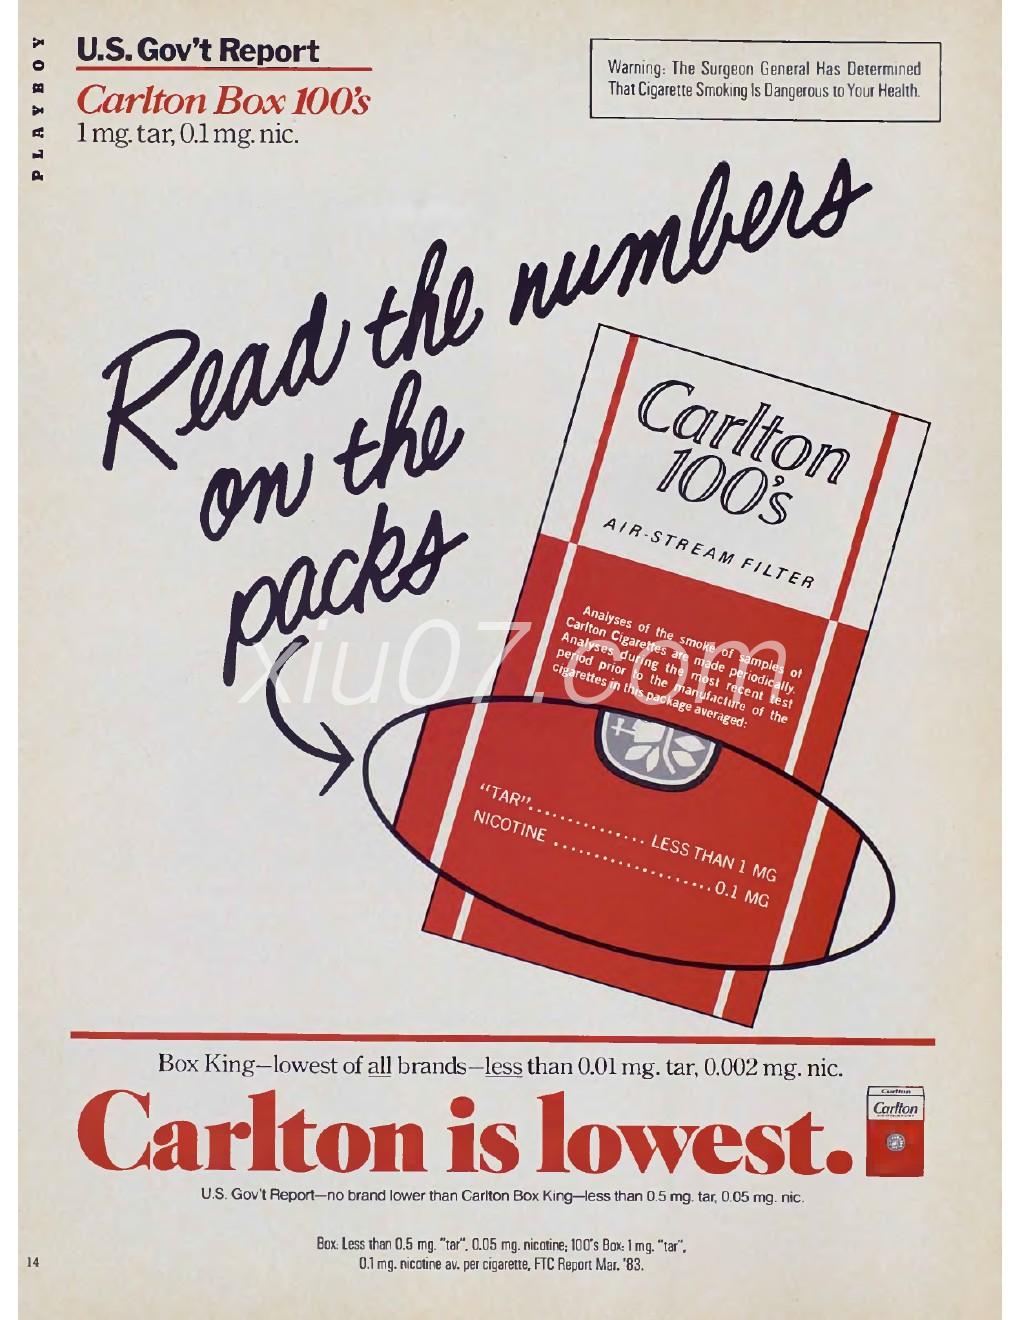 PLAYBOY
U.S. Gov't Report
Carlton Box 100's
1 mg. tar, 0.1 mg. nic.
Warning: The Surgeon General Has Determined
That Cigarette Smoking Is Dangerous to Your Health.
Read the numbers
on the
packs
Carlton
100's
AIR-STREAM FILTER
Analyses of the smoke of samples of
Carlton Cigarettes are made periodically.
Analyses during the most recent test
period prior to the manufacture of the
cigarettes in this package averaged:
xiu07.com
"TAR".............. LESS THAN 1 MG
NICOTINE ....................0.1 MG
Box King—lowest of all brands—less than 0.01 mg. tar, 0.002 mg. nic.
Carlton is lowest.
Carlton
Carlton
U.S. Gov't Report—no brand lower than Carlton Box King—less than 0.5 mg. tar, 0.05 mg. nic.
Box: Less than 0.5 mg. "tar", 0.05 mg. nicotine; 100's Box: 1 mg. "tar",
0.1 mg. nicotine av. per cigarette, FTC Report Mar. '83.
14